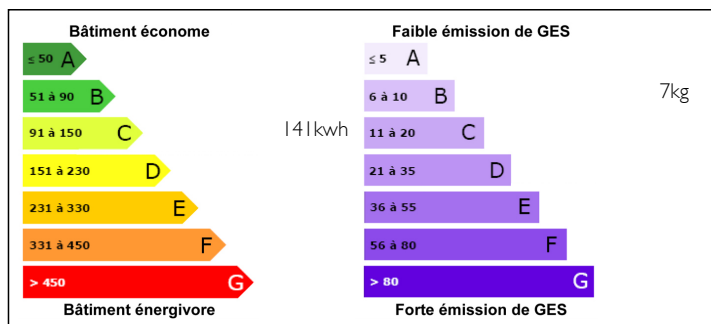 Bâtiment économe
≤ 50 A
51 à 90 B
91 à 150 C
151 à 230 D
231 à 330 E
331 à 450 F
> 450 G
Bâtiment énergivore
141kwh
Faible émission de GES
≤ 5 A
6 à 10 B
11 à 20 C
21 à 35 D
36 à 55 E
56 à 80 F
> 80 G
Forte émission de GES
7kg